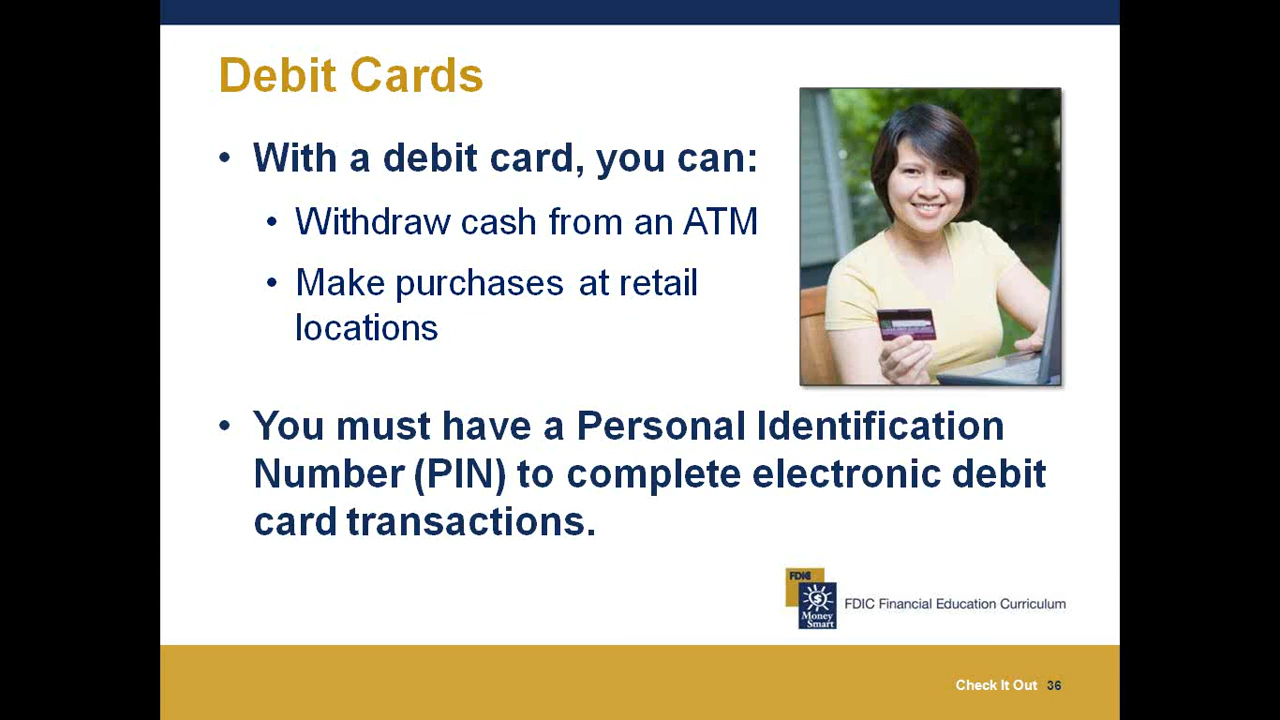 Debit Cards
• With a debit card, you can:
• Withdraw cash from an ATM
• Make purchases at retail
locations
• You must have a Personal Identification
Number (PIN) to complete electronic debit
card transactions.
FDIC
Money
Smart
FDIC Financial Education Curriculum
Check It Out 36